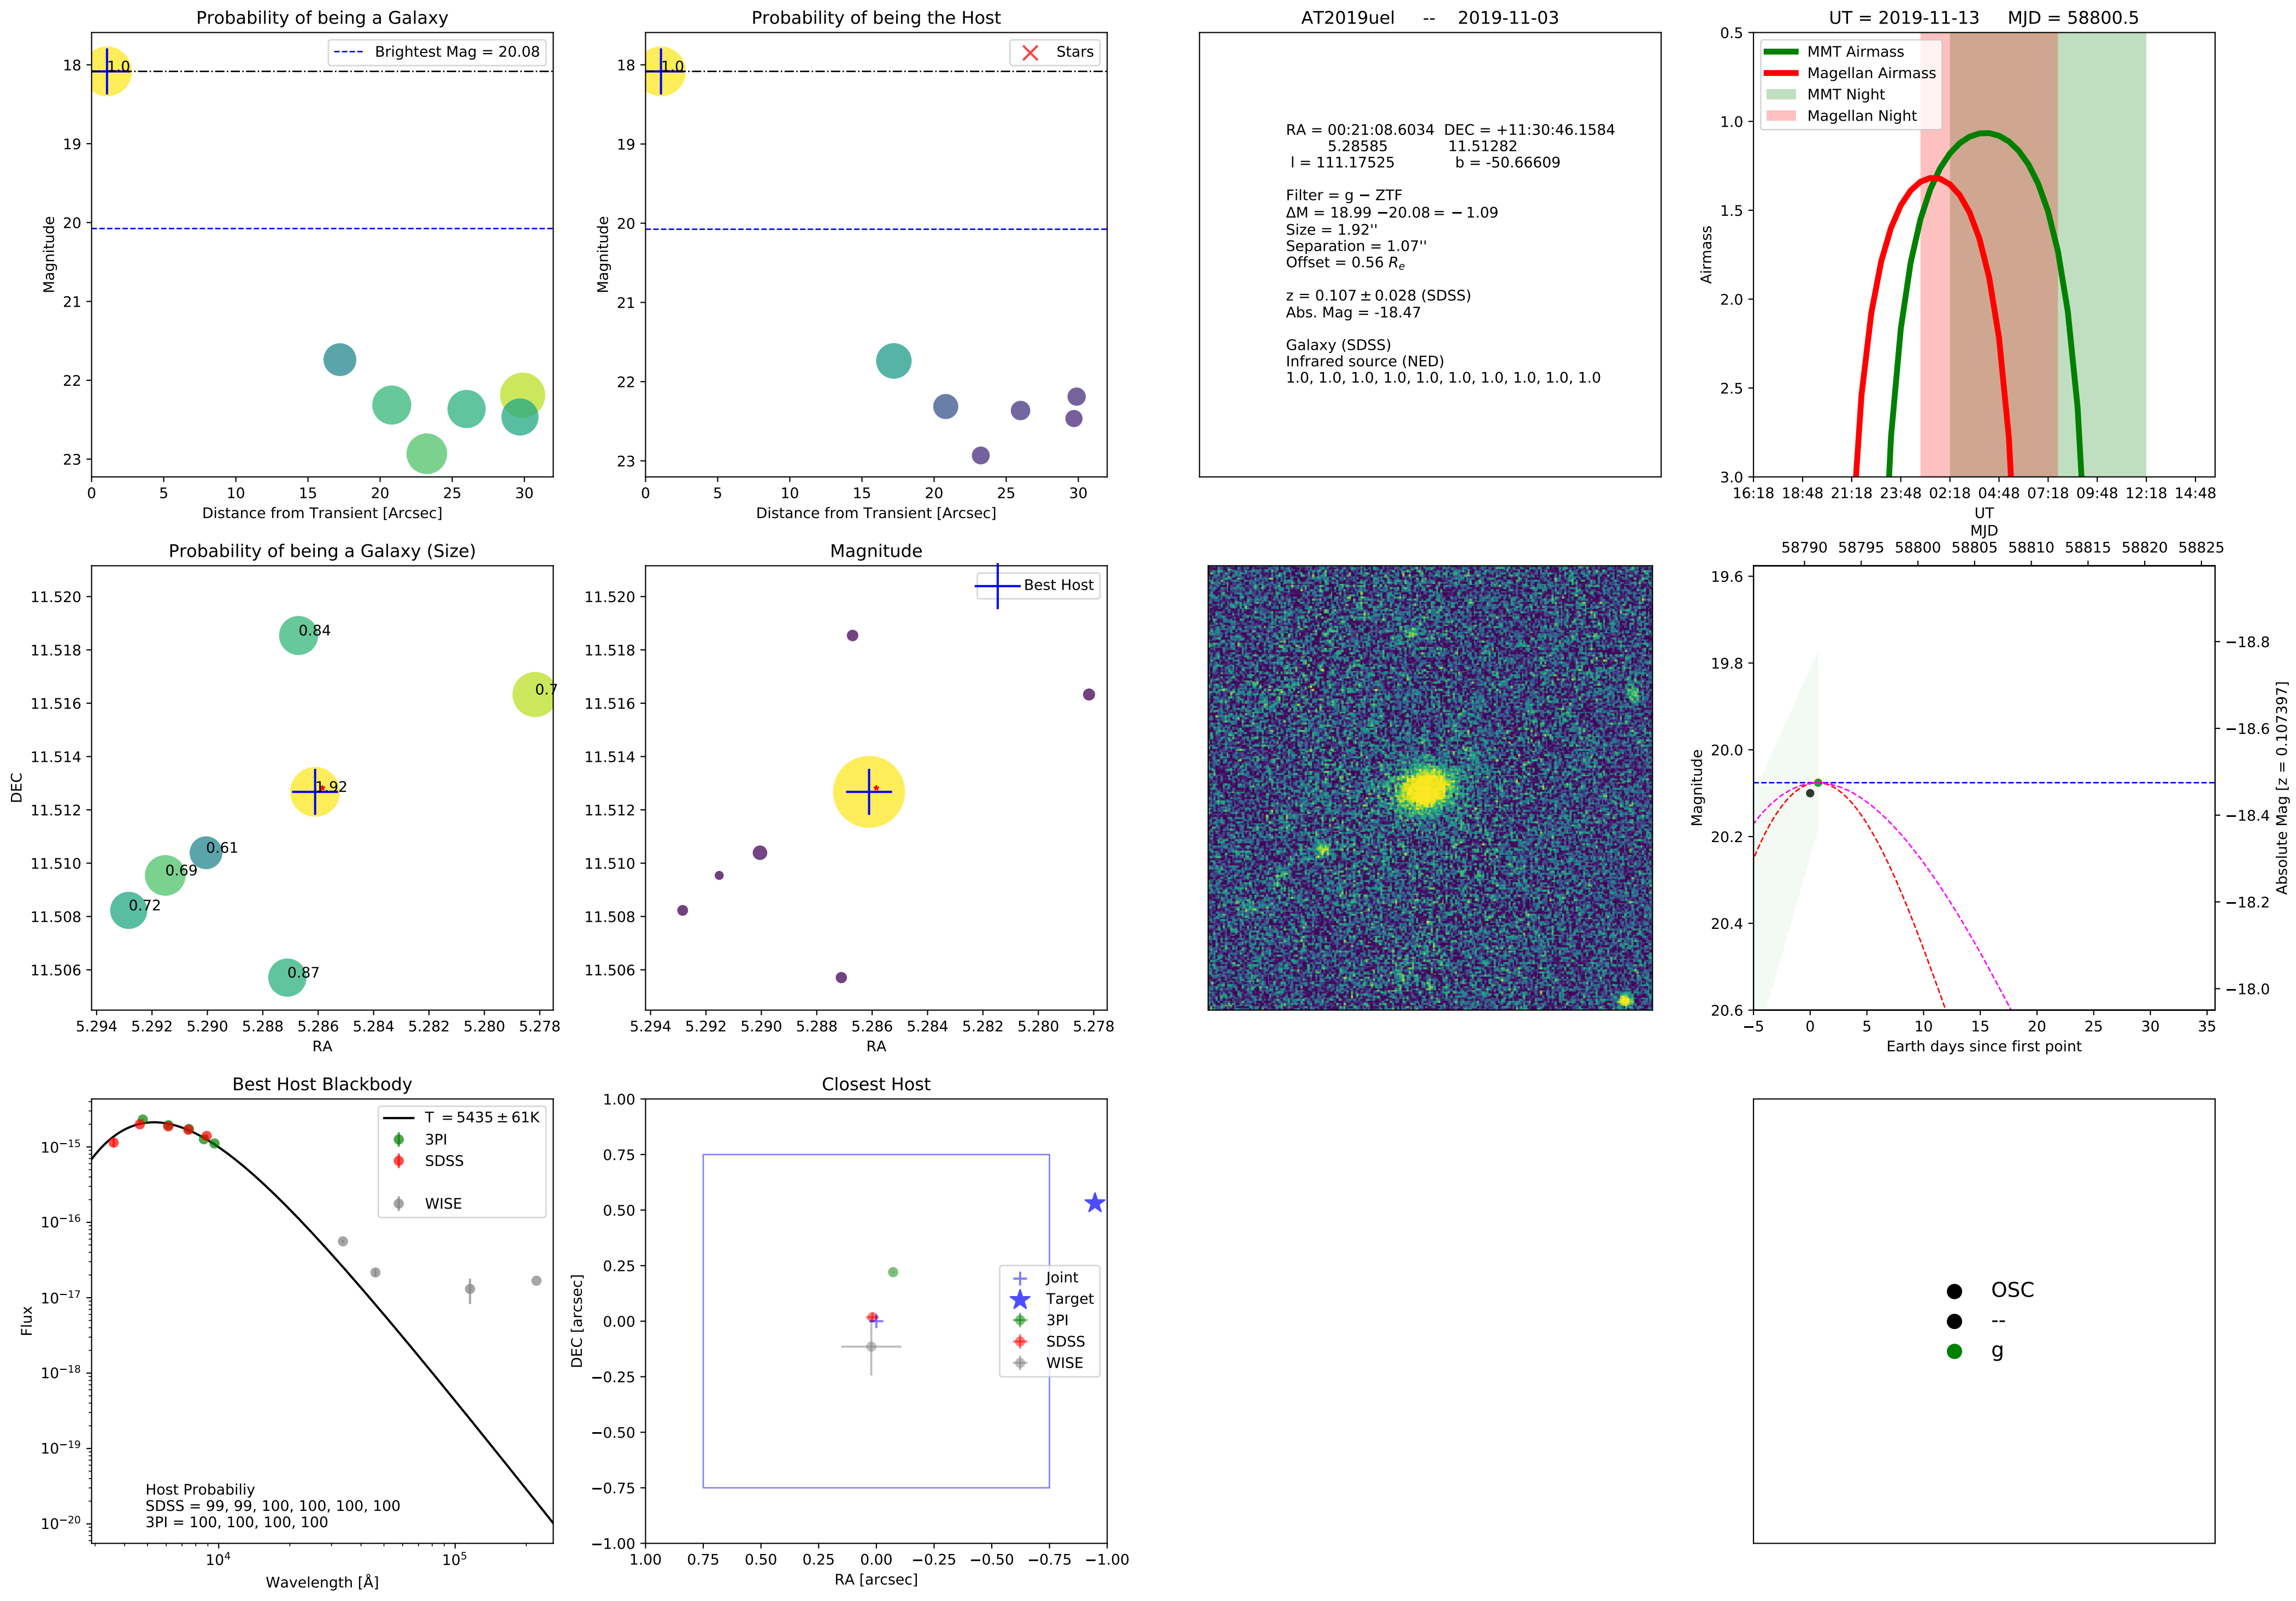 Probability of being a Galaxy
Brightest Mag = 20.08
1.0
18
19
20
21
22
23
Magnitude
0 5 10 15 20 25 30
Distance from Transient [Arcsec]
Probability of being the Host
Stars
1.0
18
19
20
21
22
23
Magnitude
0 5 10 15 20 25 30
Distance from Transient [Arcsec]
AT2019uel -- 2019-11-03
RA = 00:21:08.6034 DEC = +11:30:46.1584
5.28585 11.51282
l = 111.17525 b = -50.66609
Filter = g − ZTF
ΔM = 18.99 −20.08 = −1.09
Size = 1.92''
Separation = 1.07''
Offset = 0.56 Re
z = 0.107 ± 0.028 (SDSS)
Abs. Mag = -18.47
Galaxy (SDSS)
Infrared source (NED)
1.0, 1.0, 1.0, 1.0, 1.0, 1.0, 1.0, 1.0, 1.0, 1.0
UT = 2019-11-13 MJD = 58800.5
MMT Airmass
Magellan Airmass
MMT Night
Magellan Night
0.5
1.0
1.5
2.0
2.5
3.0
Airmass
16:18 18:48 21:18 23:48 02:18 04:48 07:18 09:48 12:18 14:48
UT
Probability of being a Galaxy (Size)
11.520
11.518
11.516
11.514
11.512
11.510
11.508
11.506
DEC
0.84
0.7
1.92
0.61
0.69
0.72
0.87
5.294 5.292 5.290 5.288 5.286 5.284 5.282 5.280 5.278
RA
Magnitude
Best Host
11.520
11.518
11.516
11.514
11.512
11.510
11.508
11.506
5.294 5.292 5.290 5.288 5.286 5.284 5.282 5.280 5.278
RA
MJD
58790 58795 58800 58805 58810 58815 58820 58825
19.6
19.8
20.0
20.2
20.4
20.6
Magnitude
−18.8
−18.6
−18.4
−18.2
−18.0
Absolute Mag [z = 0.107397]
−5 0 5 10 15 20 25 30 35
Earth days since first point
Best Host Blackbody
T = 5435 ± 61K
3PI
SDSS
WISE
10−15
10−16
10−17
10−18
10−19
10−20
Flux
Host Probabiliy
SDSS = 99, 99, 100, 100, 100, 100
3PI = 100, 100, 100, 100
104 105
Wavelength [Å]
Closest Host
1.00
0.75
0.50
0.25
0.00
−0.25
−0.50
−0.75
−1.00
DEC [arcsec]
Joint
Target
3PI
SDSS
WISE
1.00 0.75 0.50 0.25 0.00 −0.25 −0.50 −0.75 −1.00
RA [arcsec]
OSC
--
g